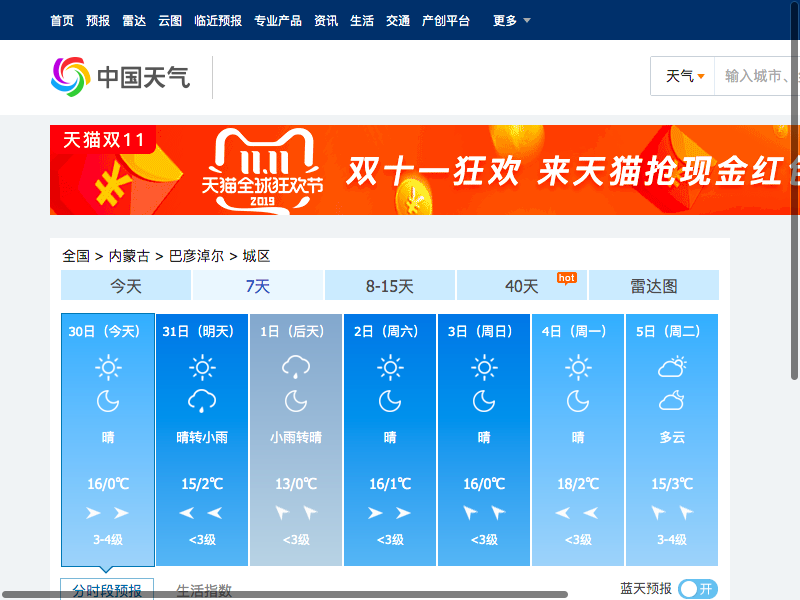 首页 预报 雷达 云图 临近预报 专业产品 资讯 生活 交通 产创平台 更多
中国天气
天气 输入城市、
天猫双11
天猫全球狂欢节
2019
双十一狂欢 来天猫抢现金红包
全国 > 内蒙古 > 巴彦淖尔 > 城区
今天 7天 8-15天 40天 hot 雷达图
30日（今天） 31日（明天） 1日（后天） 2日（周六） 3日（周日） 4日（周一） 5日（周二）
晴 晴转小雨 小雨转晴 晴 晴 晴 多云
16/0℃ 15/2℃ 13/0℃ 16/1℃ 16/0℃ 18/2℃ 15/3℃
3-4级 <3级 <3级 <3级 <3级 <3级 3-4级
分时段预报 生活指数 蓝天预报 开